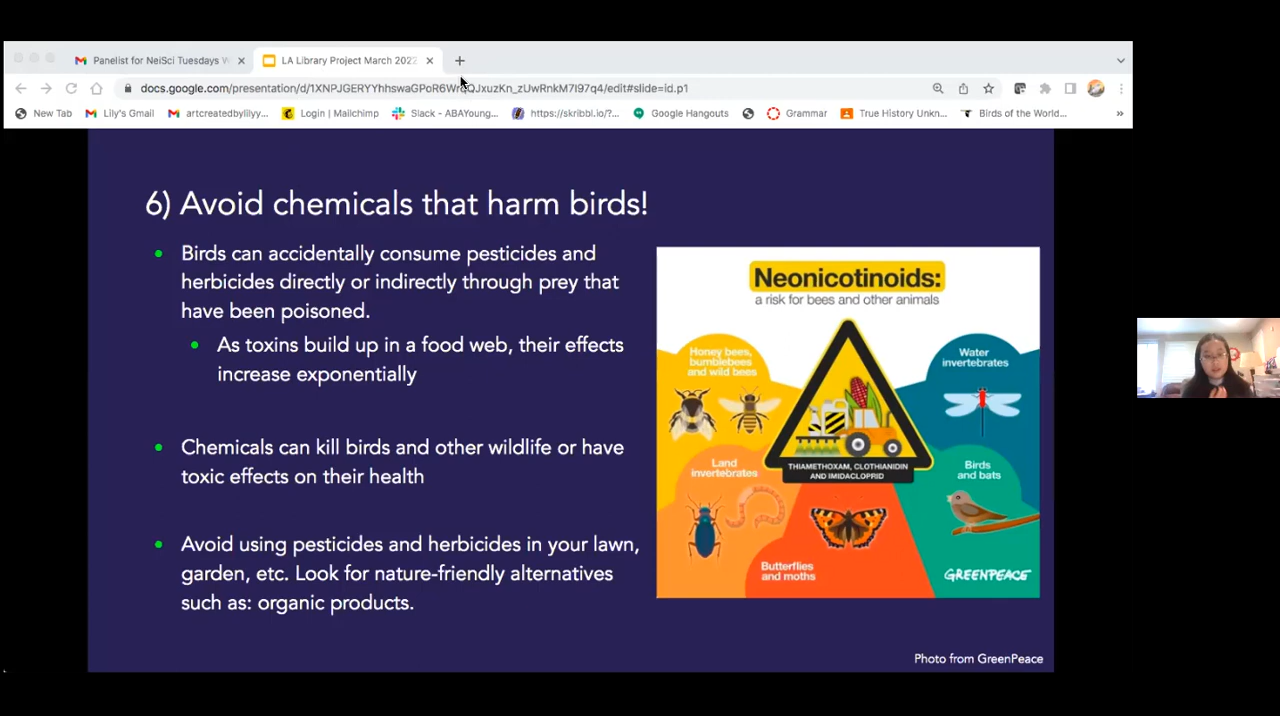 Panelist for NeiSci Tuesdays
LA Library Project March 2022
docs.google.com/presentation/d/
/edit#slide=id.p1
New Tab
Lily's Gmail
artcreatedbylilyy...
Login | Mailchimp
Slack - ABAYoung...
https://skribbl.io/?...
Google Hangouts
Grammar
True History Unkn...
Birds of the World...
»
6) Avoid chemicals that harm birds!
• Birds can accidentally consume pesticides and
herbicides directly or indirectly through prey that
have been poisoned.
• As toxins build up in a food web, their effects
increase exponentially
• Chemicals can kill birds and other wildlife or have
toxic effects on their health
• Avoid using pesticides and herbicides in your lawn,
garden, etc. Look for nature-friendly alternatives
such as: organic products.
Neonicotinoids:
a risk for bees and other animals
Honey bees,
bumblebees
and wild bees
Water
invertebrates
Land
invertebrates
THIAMETHOXAM, CLOTHIANIDIN
AND IMIDACLOPRID
Birds
and bats
Butterflies
and moths
GREENPEACE
Photo from GreenPeace